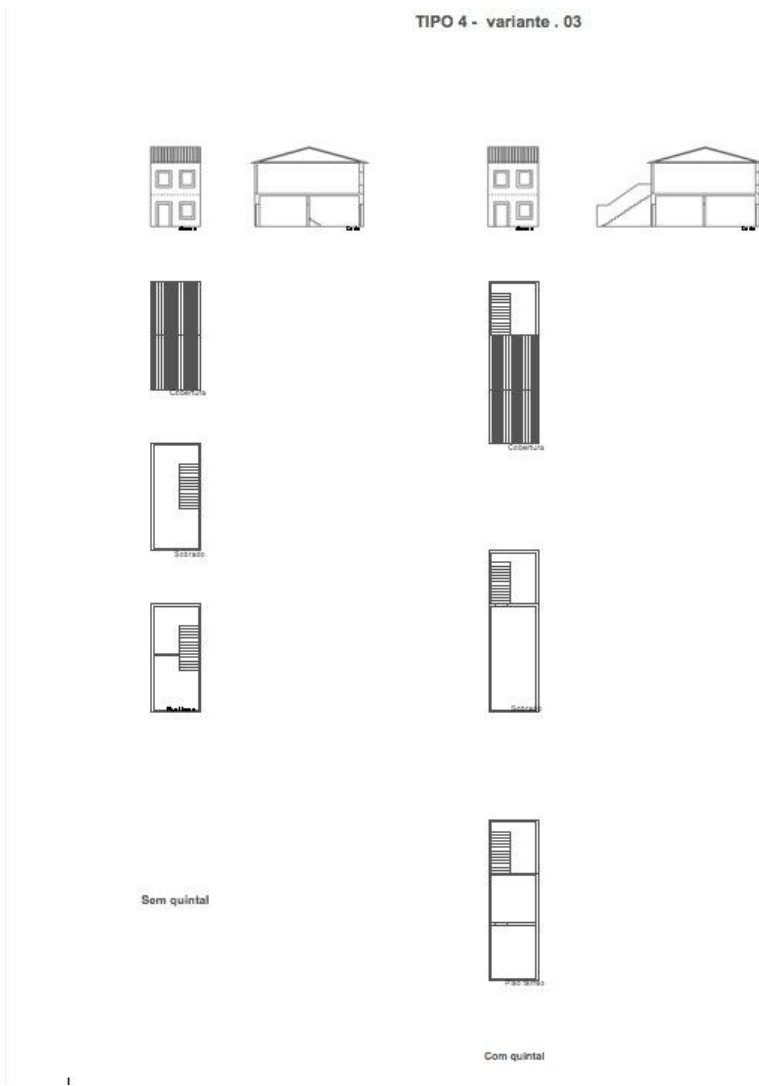 TIPO 4 - variante . 03
Cobertura
Cobertura
Sobrado
Sobrado
Sem quintal
Piso térreo
Com quintal